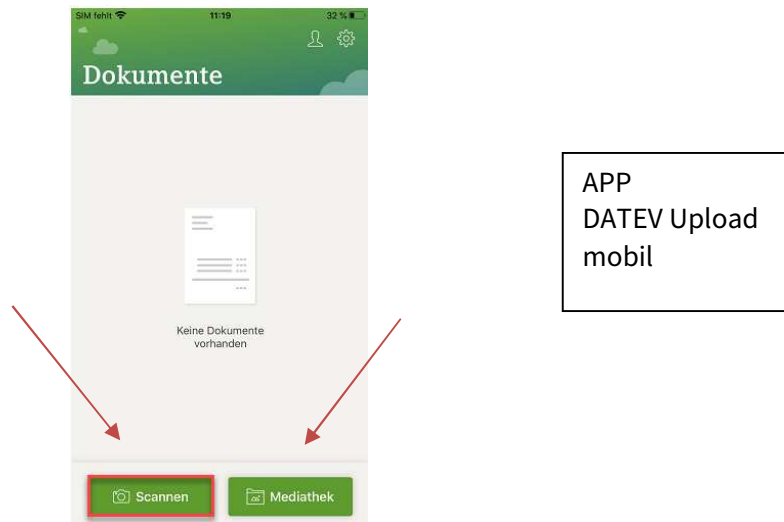 SIM fehlt 11:19 32 %
Dokumente
APP
DATEV Upload
mobil
Keine Dokumente
vorhanden
Scannen Mediathek